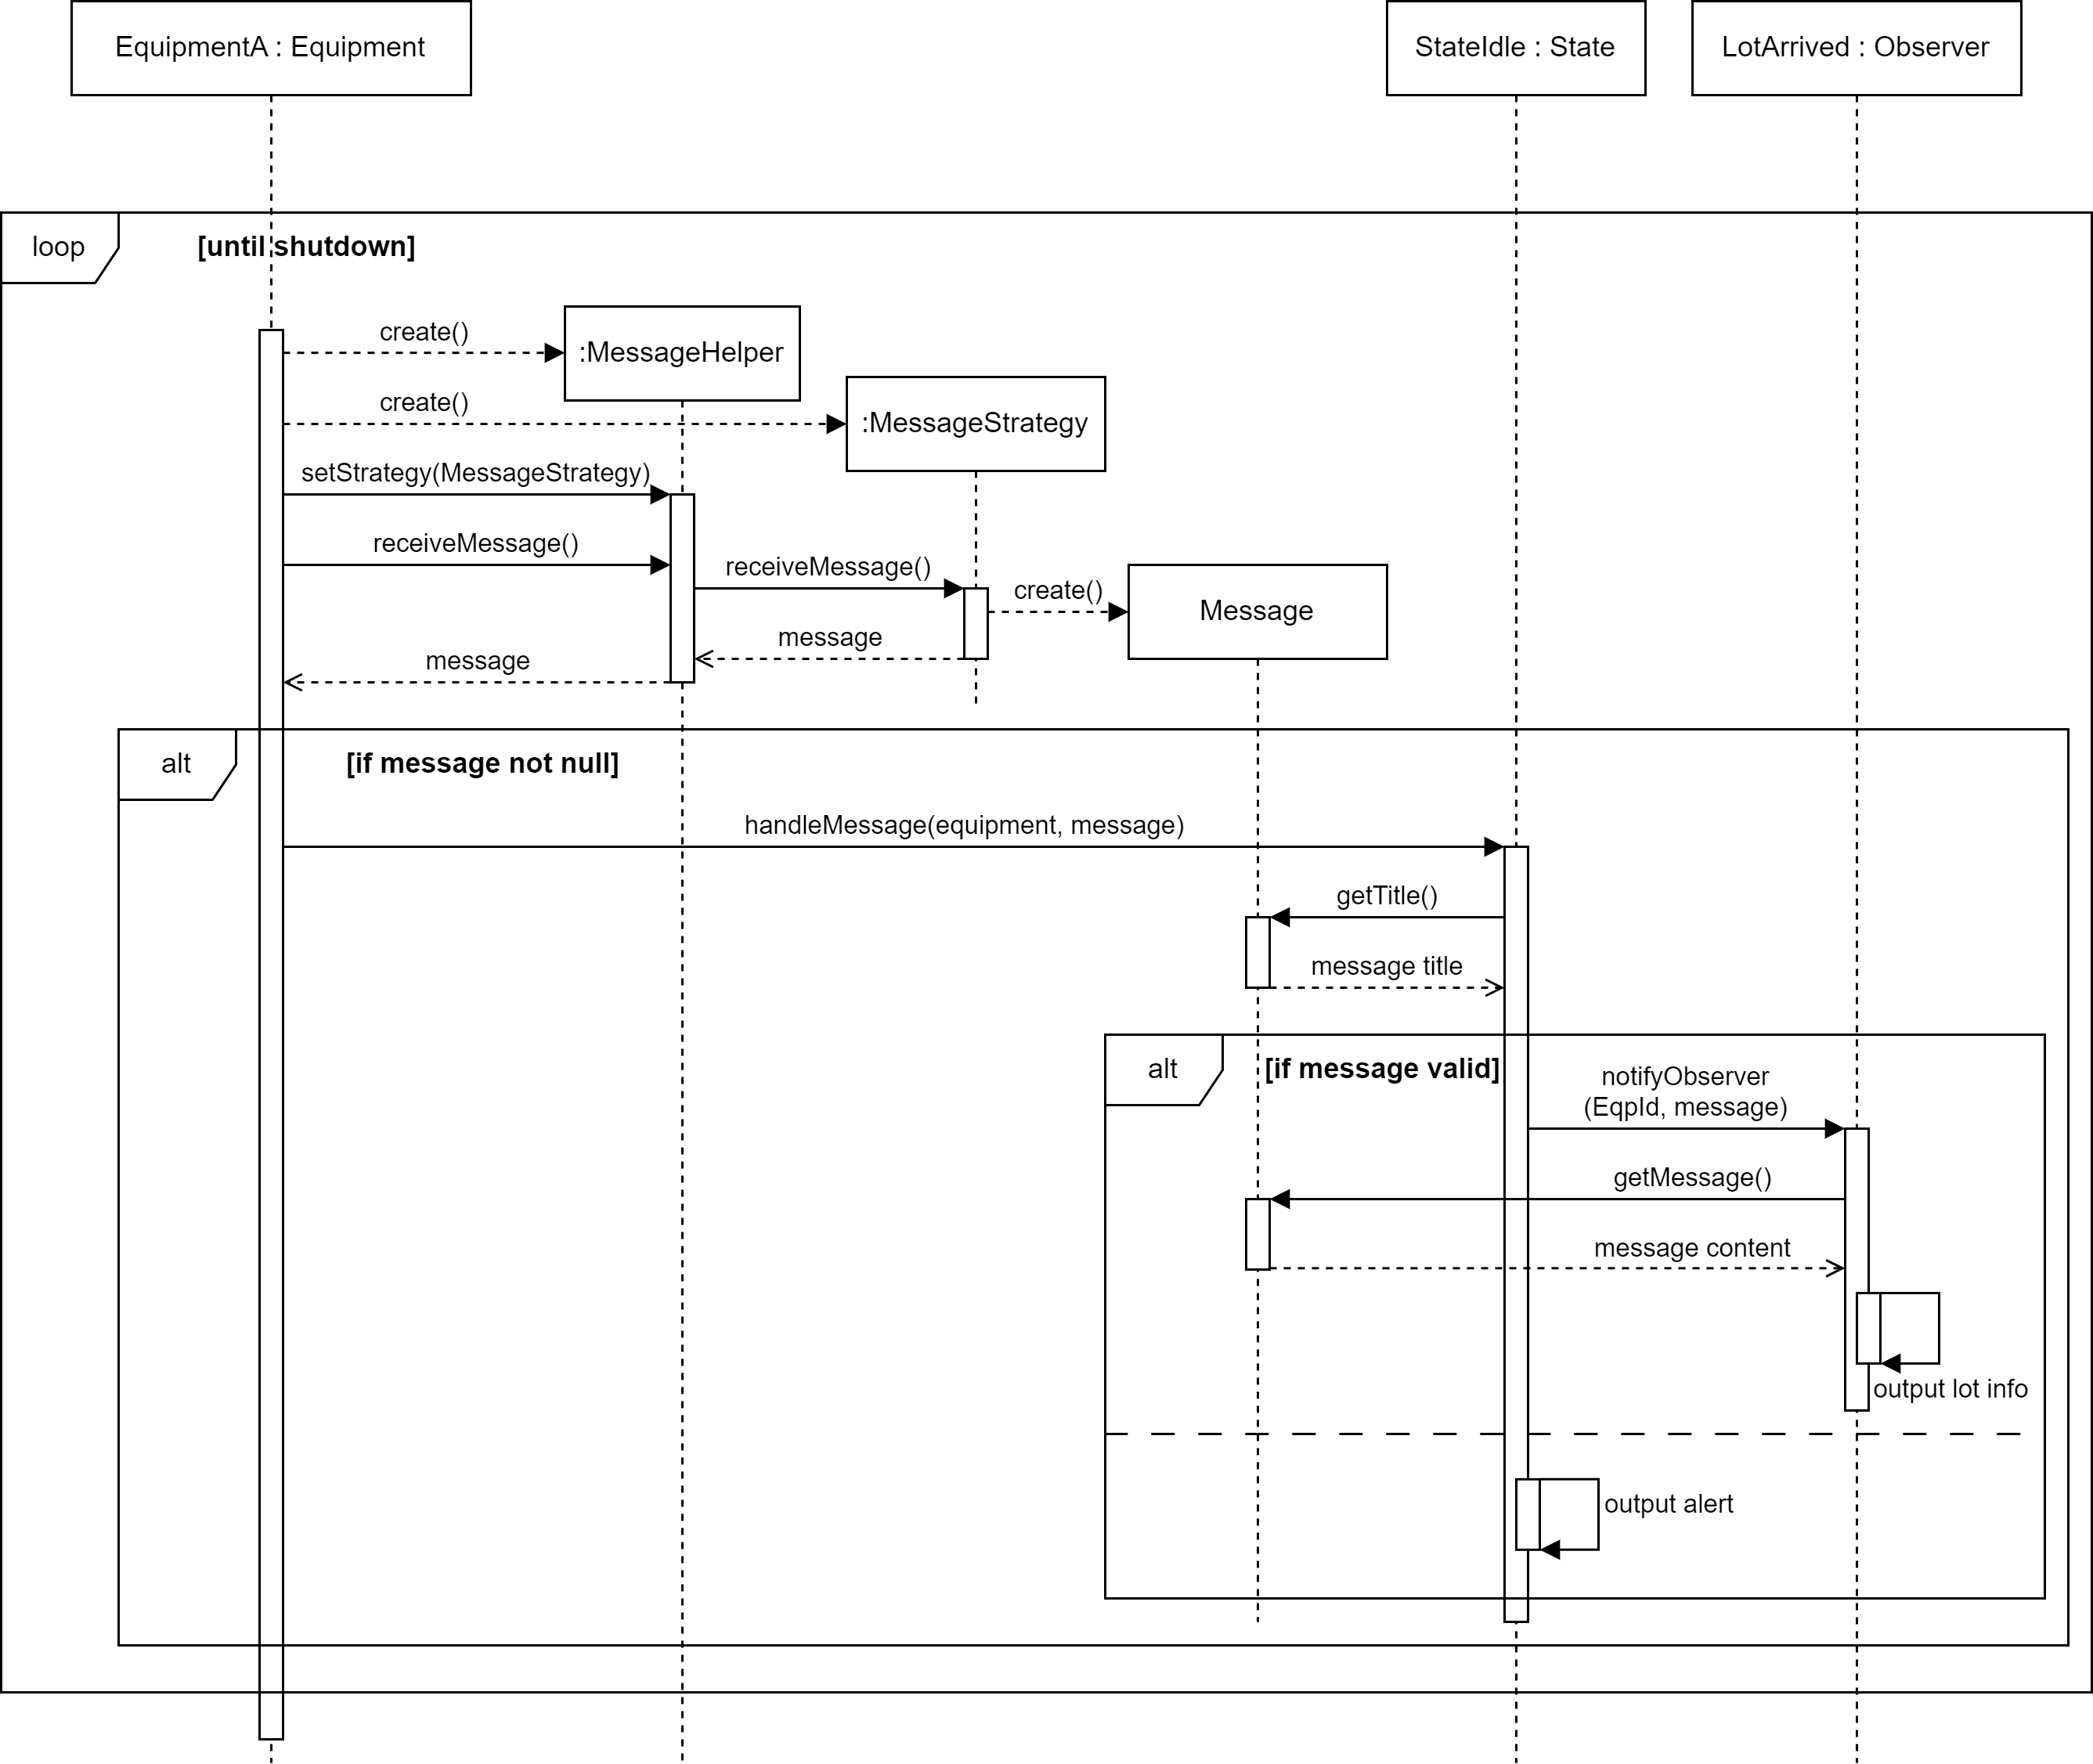 EquipmentA : Equipment
StateIdle : State
LotArrived : Observer
loop
[until shutdown]
create()
:MessageHelper
create()
:MessageStrategy
setStrategy(MessageStrategy)
receiveMessage()
receiveMessage()
create()
Message
message
message
alt
[if message not null]
handleMessage(equipment, message)
getTitle()
message title
alt
[if message valid]
notifyObserver
(EqpId, message)
getMessage()
message content
output lot info
output alert